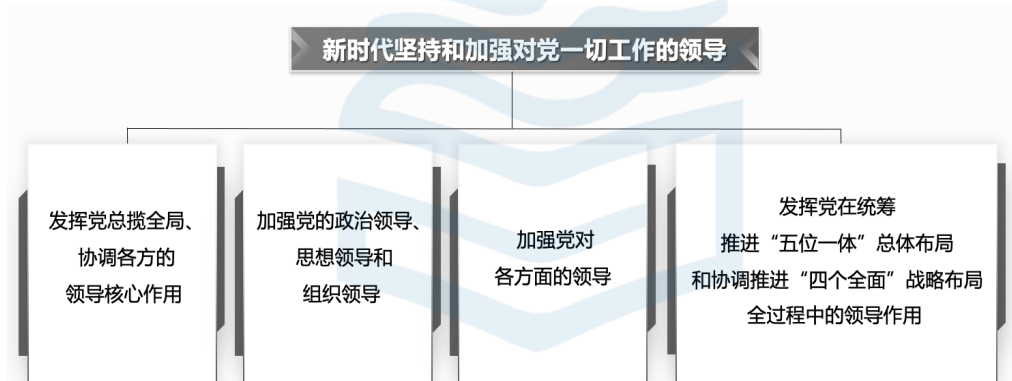 新时代坚持和加强对党一切工作的领导
发挥党总揽全局、
协调各方的
领导核心作用
加强党的政治领导、
思想领导和
组织领导
加强党对
各方面的领导
发挥党在统筹
推进“五位一体”总体布局
和协调推进“四个全面”战略布局
全过程中的领导作用